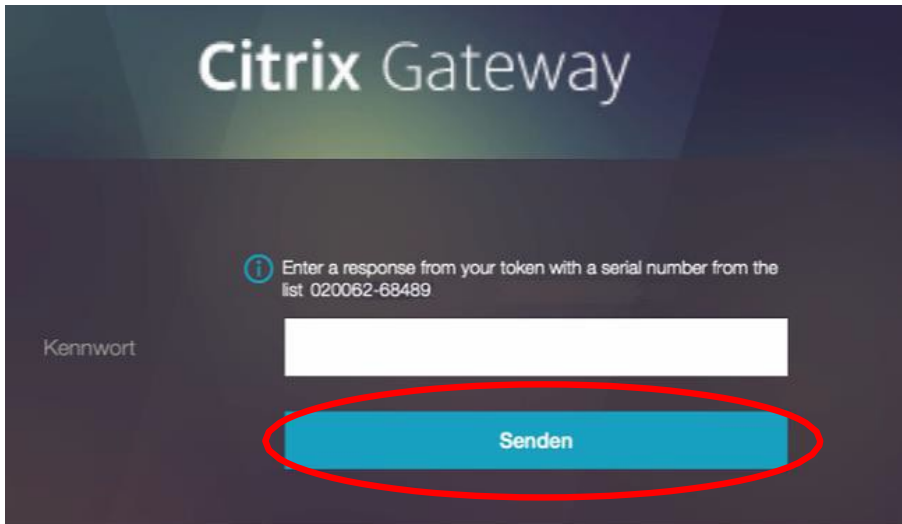 Citrix Gateway
Enter a response from your token with a serial number from the
list 020062-68489
Kennwort
Senden